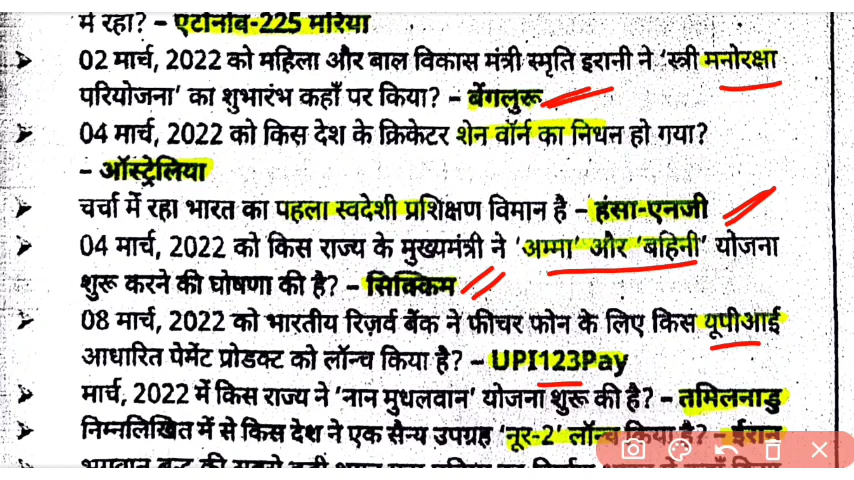 में रहा? – एंटोनोव-225 मरिया
02 मार्च, 2022 को महिला और बाल विकास मंत्री स्मृति इरानी ने ‘स्त्री मनोरक्षा
परियोजना’ का शुभारंभ कहाँ पर किया? – बेंगलुरू
04 मार्च, 2022 को किस देश के क्रिकेटर शेन वॉर्न का निधन हो गया?
– ऑस्ट्रेलिया
चर्चा में रहा भारत का पहला स्वदेशी प्रशिक्षण विमान है – हंसा-एनजी
04 मार्च, 2022 को किस राज्य के मुख्यमंत्री ने ‘अम्मा’ और ‘बहिनी’ योजना
शुरू करने की घोषणा की है? – सिक्किम
08 मार्च, 2022 को भारतीय रिज़र्व बैंक ने फीचर फोन के लिए किस यूपीआई
आधारित पेमेंट प्रोडक्ट को लॉन्च किया है? – UPI123Pay
मार्च, 2022 में किस राज्य ने ‘नान मुधलवान’ योजना शुरू की है? – तमिलनाडु
निम्नलिखित में से किस देश ने एक सैन्य उपग्रह ‘नूर-2’ लॉन्च किया है? – ईरान